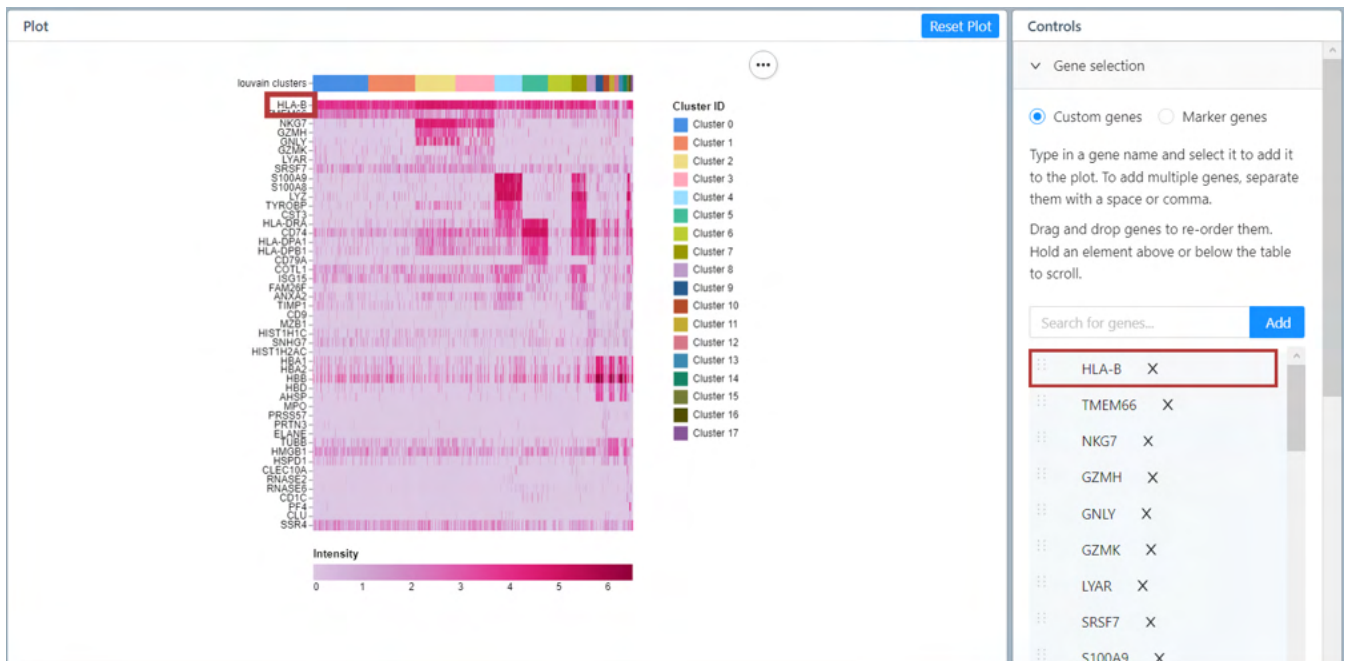 Plot
Reset Plot
louvain clusters
HLA-B
TMEM66
NKG7
GZMH
GNLY
GZMK
LYAR
SRSF7
S100A9
S100A8
LYZ
TYROBP
CST3
HLA-DRA
CD74
HLA-DPA1
HLA-DPB1
CD79A
COTL1
ISG15
FAM26F
ANXA2
TIMP1
CD9
MZB1
HIST1H1C
SNHG7
HIST1H2AC
HBA1
HBA2
HBB
HBD
AHSP
MPO
PRSS57
PRTN3
ELANE
TUBB
HMGB1
HSPD1
CLEC10A
RNASE2
RNASE6
CD1C
PF4
CLU
SSR4
Cluster ID
Cluster 0
Cluster 1
Cluster 2
Cluster 3
Cluster 4
Cluster 5
Cluster 6
Cluster 7
Cluster 8
Cluster 9
Cluster 10
Cluster 11
Cluster 12
Cluster 13
Cluster 14
Cluster 15
Cluster 16
Cluster 17
Intensity
0 1 2 3 4 5 6
Controls
Gene selection
Custom genes Marker genes
Type in a gene name and select it to add it
to the plot. To add multiple genes, separate
them with a space or comma.
Drag and drop genes to re-order them.
Hold an element above or below the table
to scroll.
Search for genes... Add
HLA-B X
TMEM66 X
NKG7 X
GZMH X
GNLY X
GZMK X
LYAR X
SRSF7 X
S100A9 X